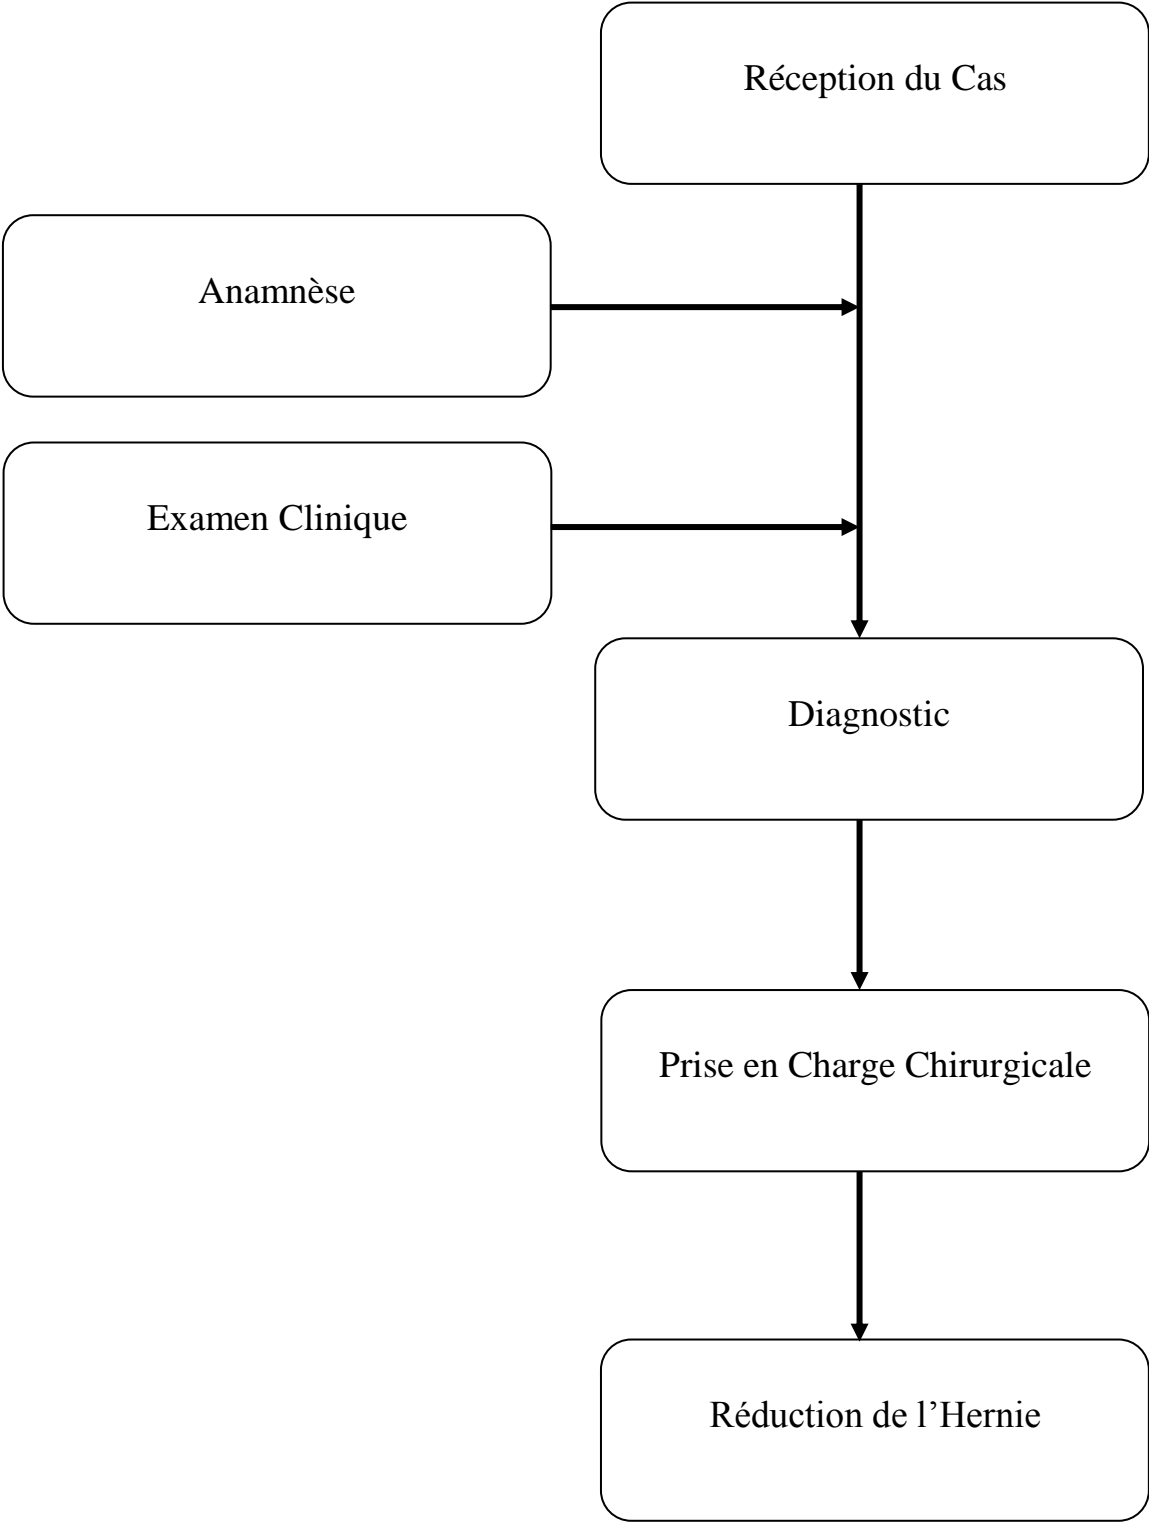 Réception du Cas
Anamnèse
Examen Clinique
Diagnostic
Prise en Charge Chirurgicale
Réduction de l’Hernie